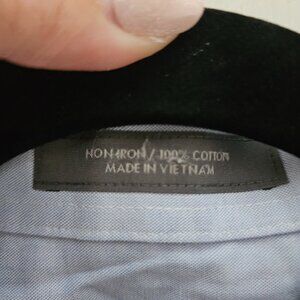 NON-IRON / 100% COTTON
MADE IN VIETNAM